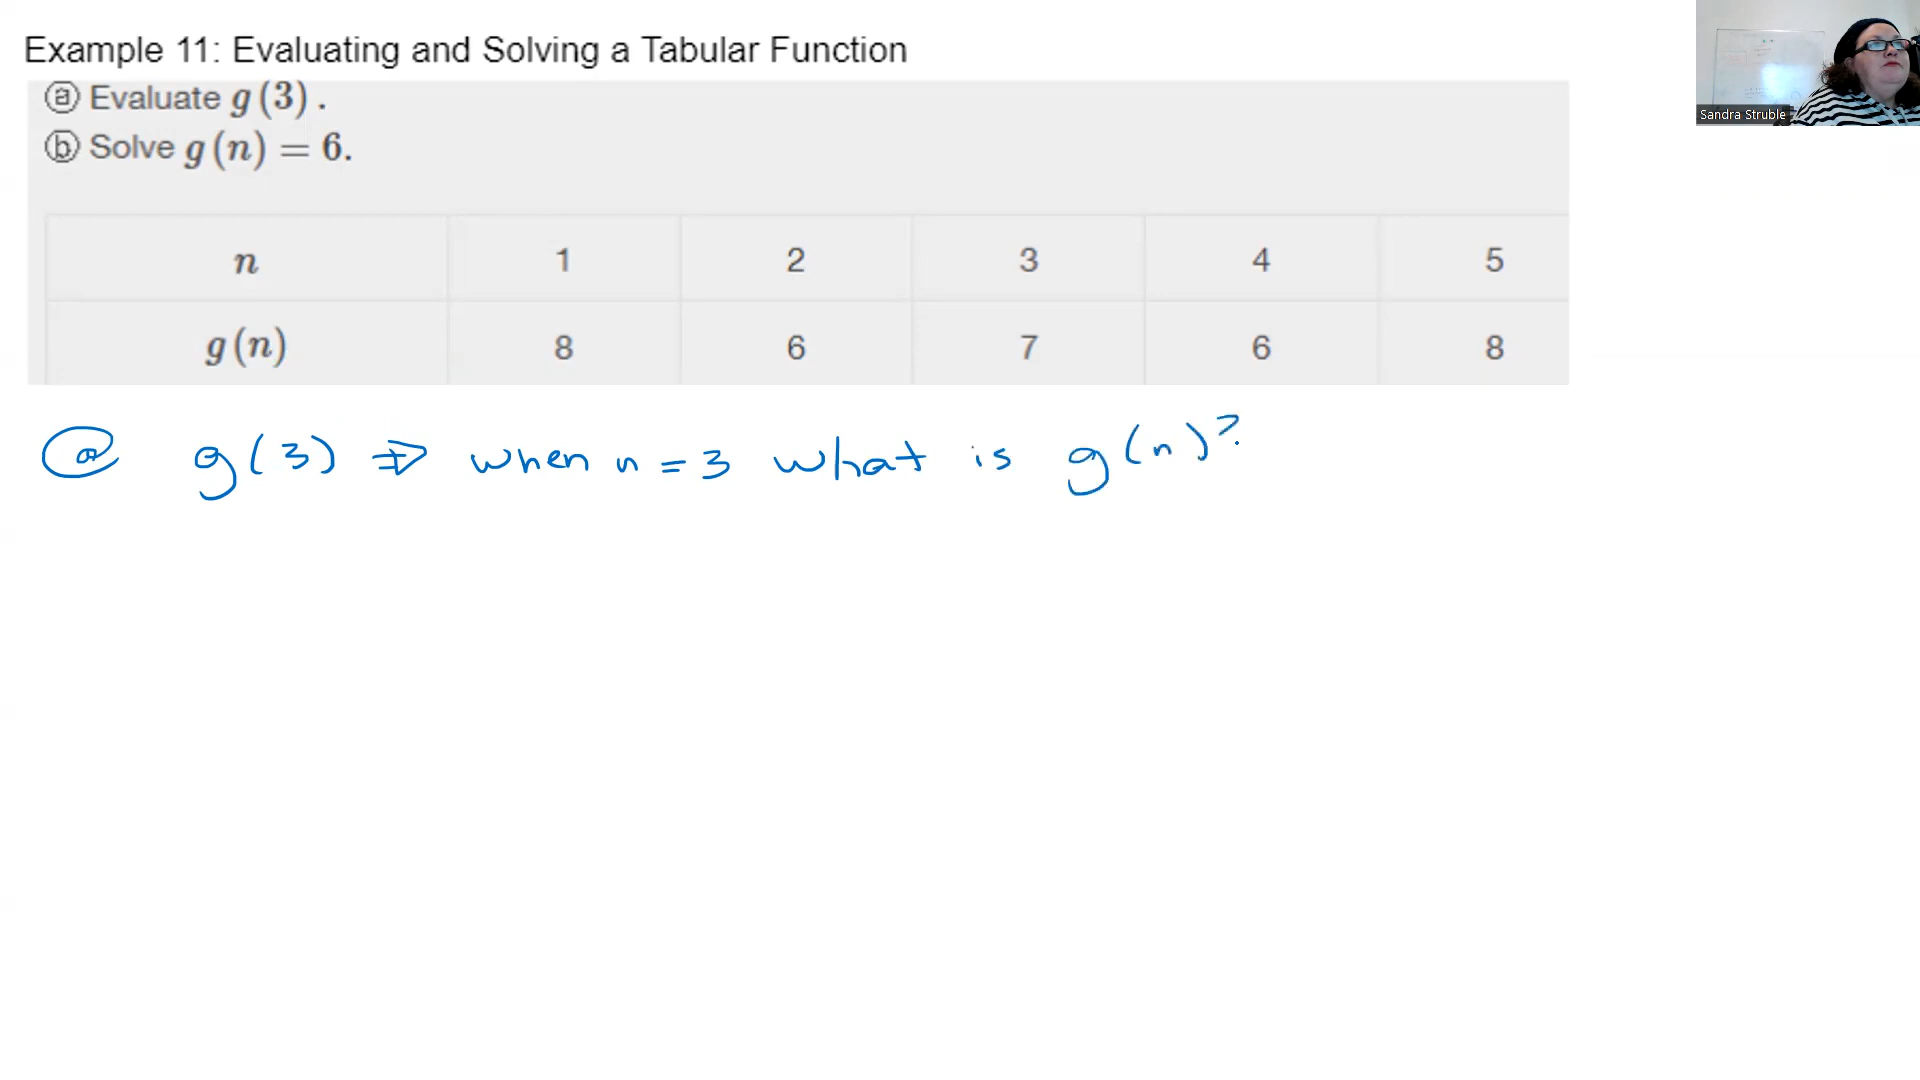 Example 11: Evaluating and Solving a Tabular Function
ⓐ Evaluate g(3).
ⓑ Solve g(n) = 6.
n 1 2 3 4 5
g(n) 8 6 7 6 8
ⓐ g(3) ⇒ when n = 3 what is g(n)?
Sandra Struble